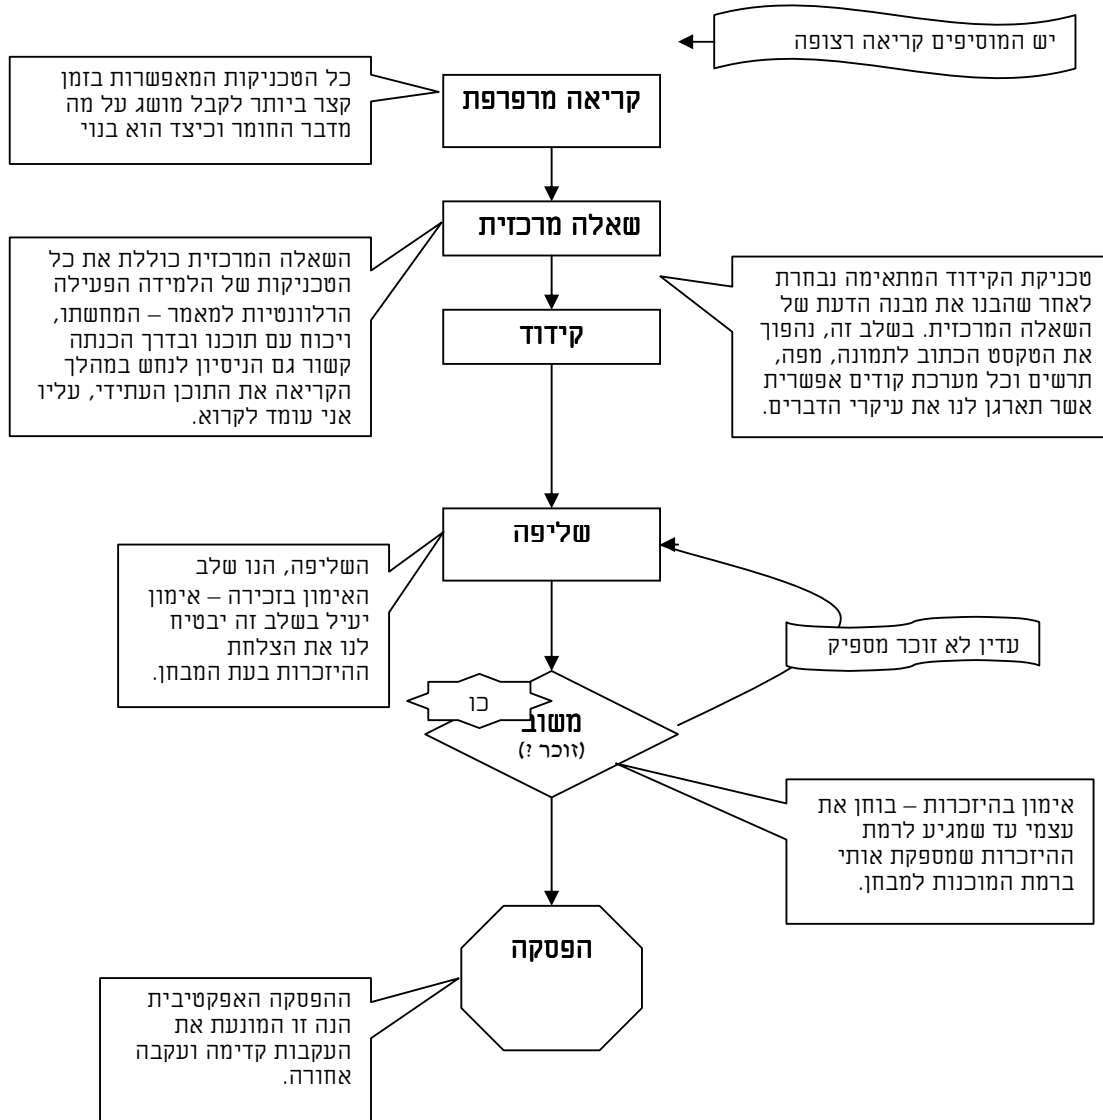 יש המוסיפים קריאה רצופה
כל הטכניקות המאפשרות בזמן
קצר ביותר לקבל מושג על מה
מדבר החומר וכיצד הוא בנוי
קריאה מרפרפת
שאלה מרכזית
השאלה המרכזית כוללת את כל
הטכניקות של הלמידה הפעילה
הרלוונטיות למאמר – המחשתו,
ויכוח עם תוכנו ובדרך הכנתה
קשור גם הניסיון לנחש במהלך
הקריאה את התוכן העתידי, עליו
אני עומד לקרוא.
טכניקת הקידוד המתאימה נבחרת
לאחר שהבנו את מבנה הדעת של
השאלה המרכזית. בשלב זה, נהפוך
את הטקסט הכתוב לתמונה, מפה,
תרשים וכל מערכת קודים אפשרית
אשר תארגן לנו את עיקרי הדברים.
קידוד
שליפה
השליפה, הנו שלב
האימון בזכירה – אימון
יעיל בשלב זה יבטיח
לנו את הצלחת
ההיזכרות בעת המבחן.
עדין לא זוכר מספיק
כו
משוב
(זוכר ?)
אימון בהיזכרות – בוחן את
עצמי עד שמגיע לרמת
ההיזכרות שמספקת אותי
ברמת המוכנות למבחן.
הפסקה
ההפסקה האפקטיבית
הנה זו המונעת את
העקבות קדימה ועקבה
אחורה.